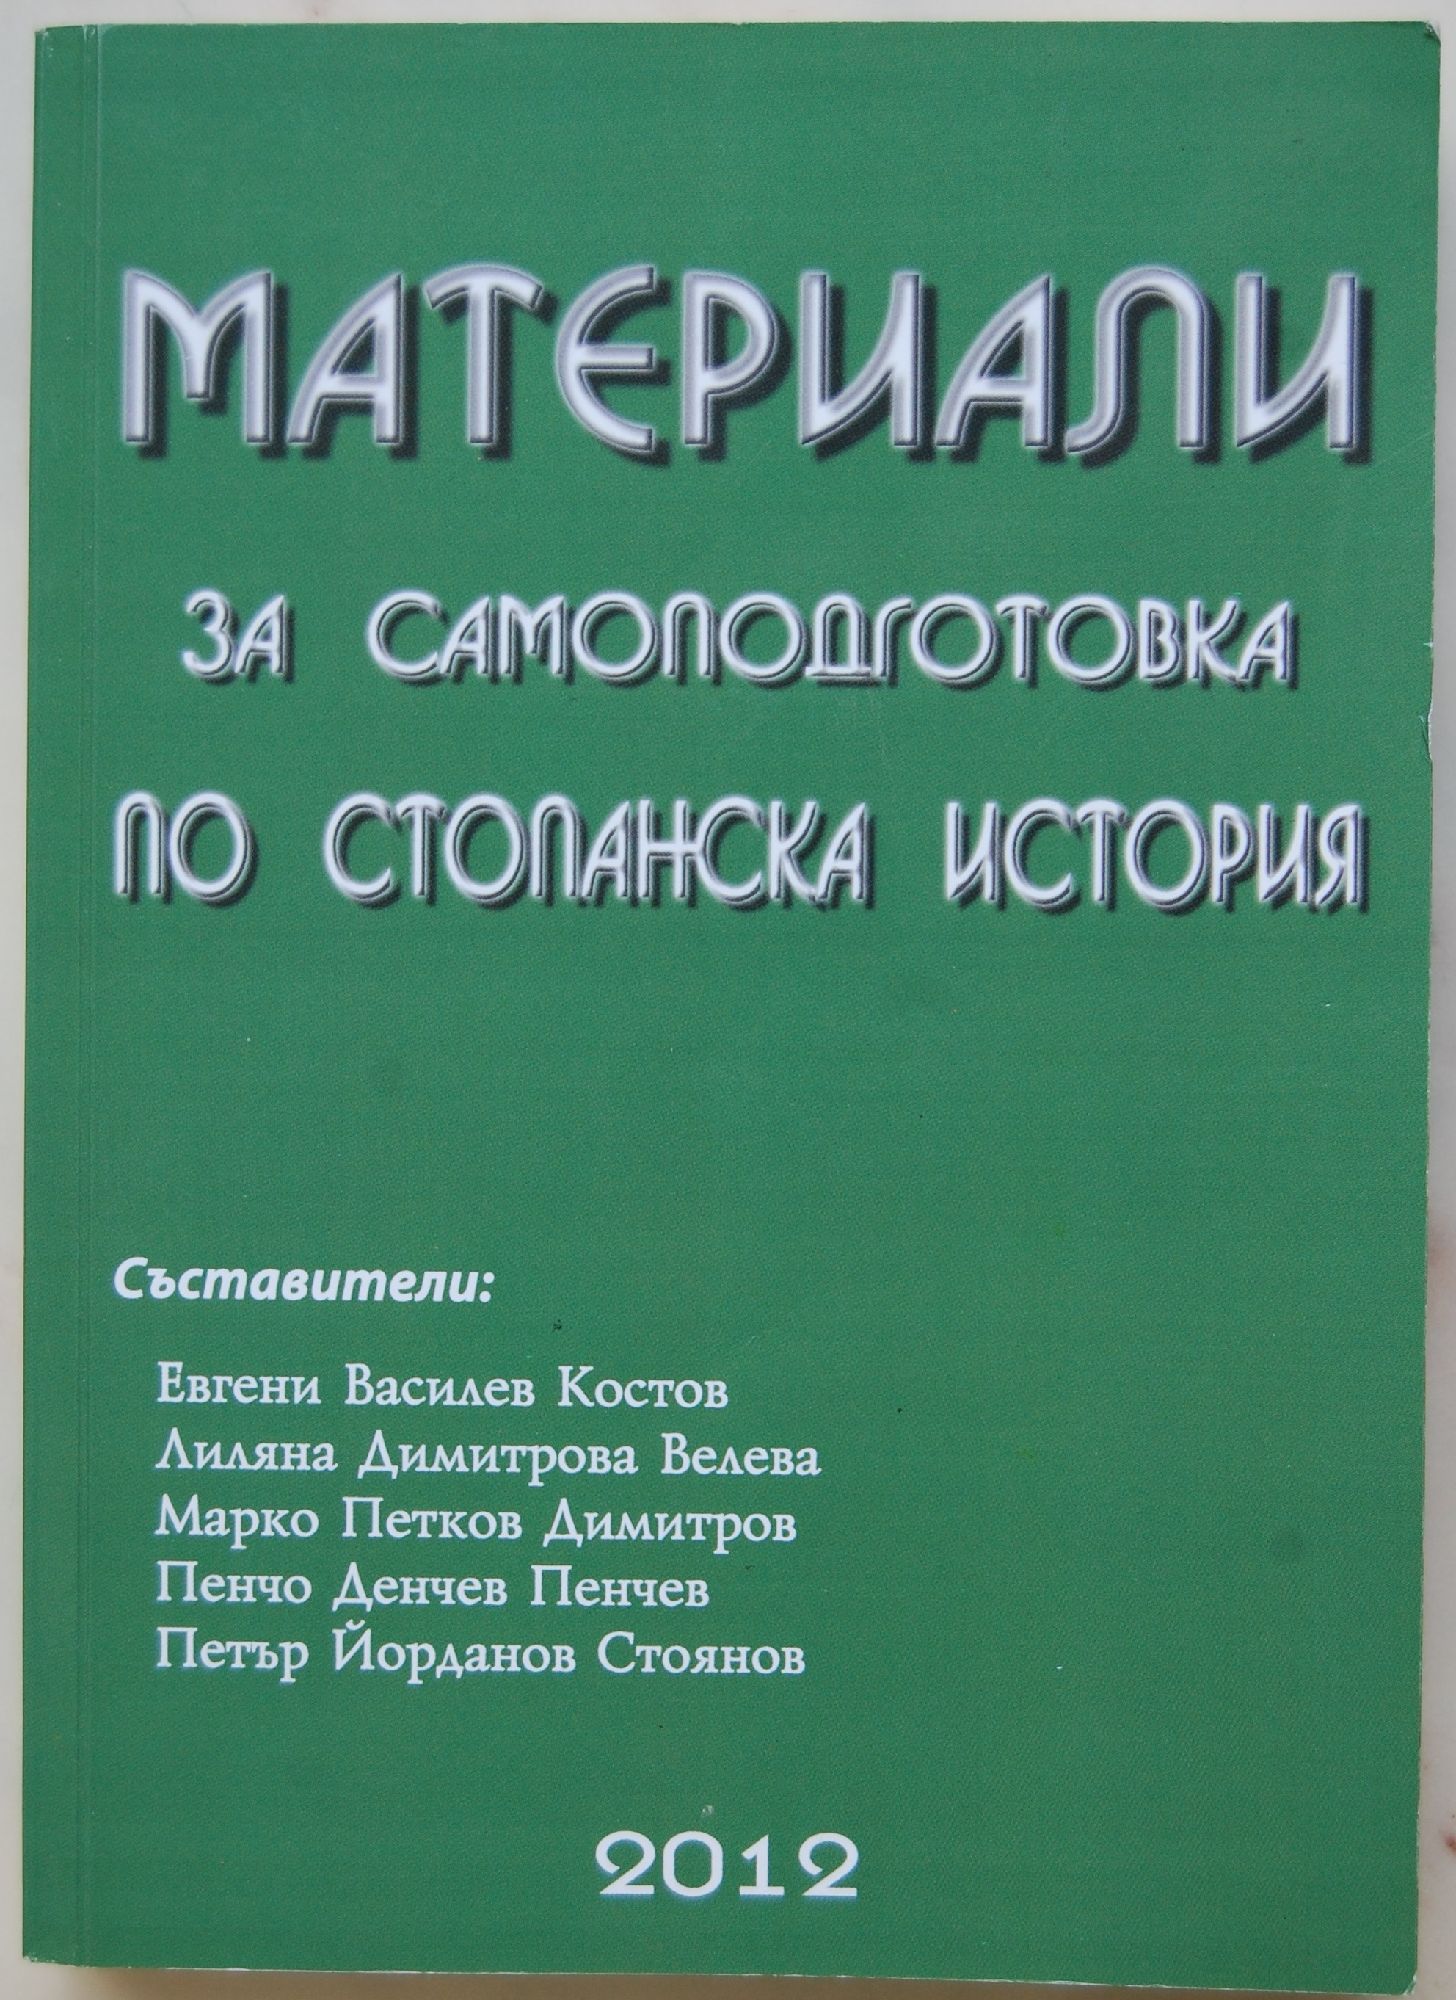 МАТЕРИАЛИ
ЗА САМОПОДГОТОВКА
ПО СТОПАНСКА ИСТОРИЯ
Съставители:
Евгени Василев Костов
Лиляна Димитрова Велева
Марко Петков Димитров
Пенчо Денчев Пенчев
Петър Йорданов Стоянов
2012